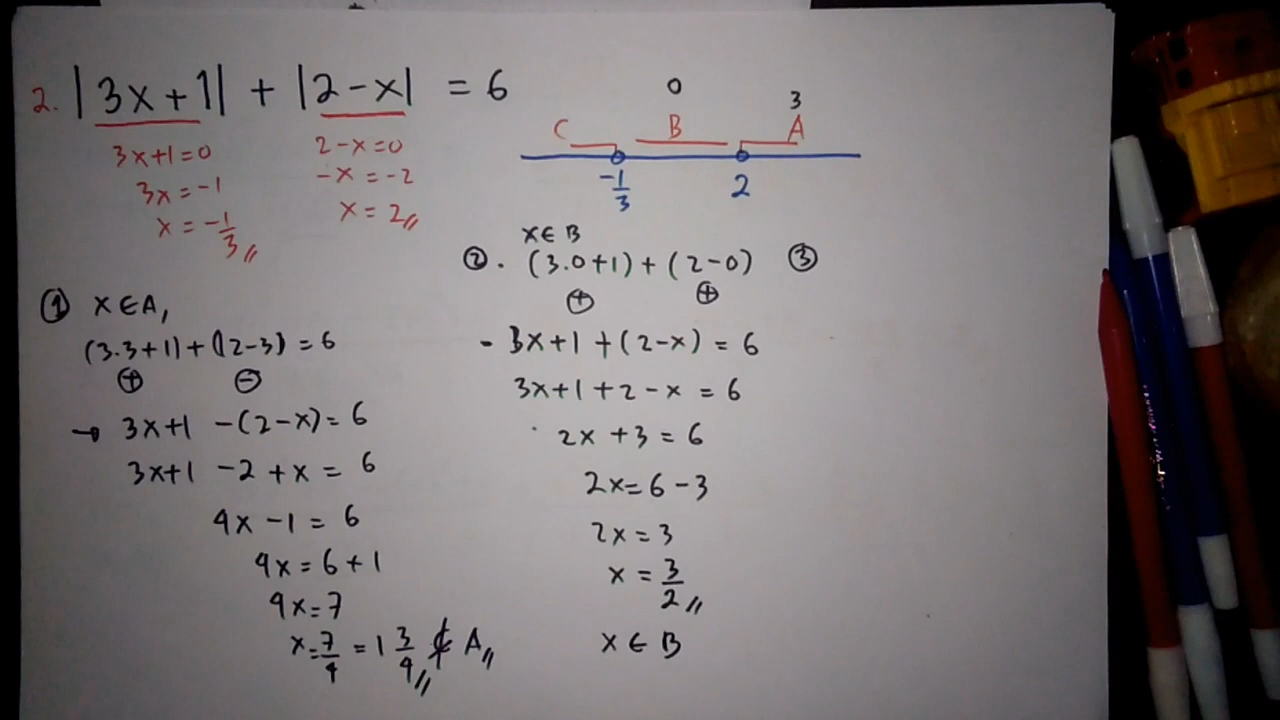 2. |3x+1| + |2-x| = 6
3x+1=0
3x=-1
x=-1/3 //
2-x=0
-x=-2
x=2//
0
3
C B A
-1/3 2
① x∈A,
(3.3+1)+(2-3)=6
⊕ ⊖
→ 3x+1 -(2-x)=6
3x+1 -2+x = 6
4x-1=6
4x=6+1
4x=7
x=7/4=1 3/4// ∉ A//
x∈B
②. (3.0+1)+(2-0)
⊕ ⊕
- 3x+1+(2-x)=6
3x+1+2-x=6
2x+3=6
2x=6-3
2x=3
x=3/2//
x∈B
③